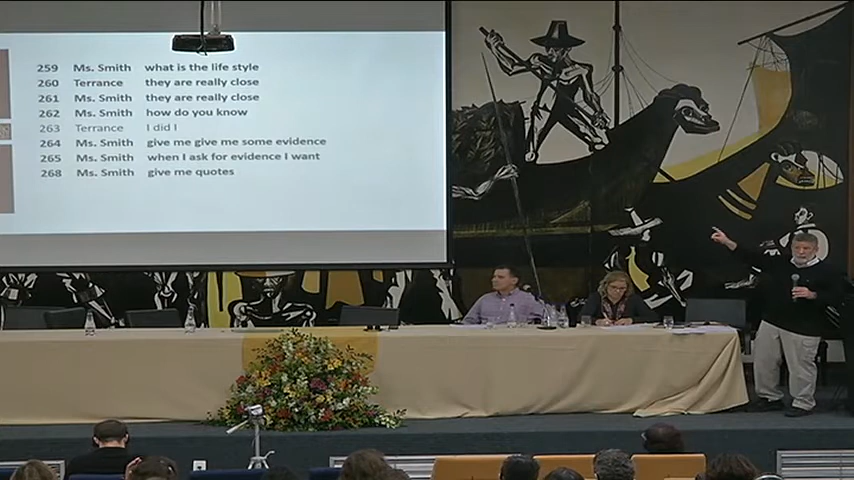 259 Ms. Smith what is the life style
260 Terrance they are really close
261 Ms. Smith they are really close
262 Ms. Smith how do you know
263 Terrance I did I
264 Ms. Smith give me give me some evidence
265 Ms. Smith when I ask for evidence I want
268 Ms. Smith give me quotes